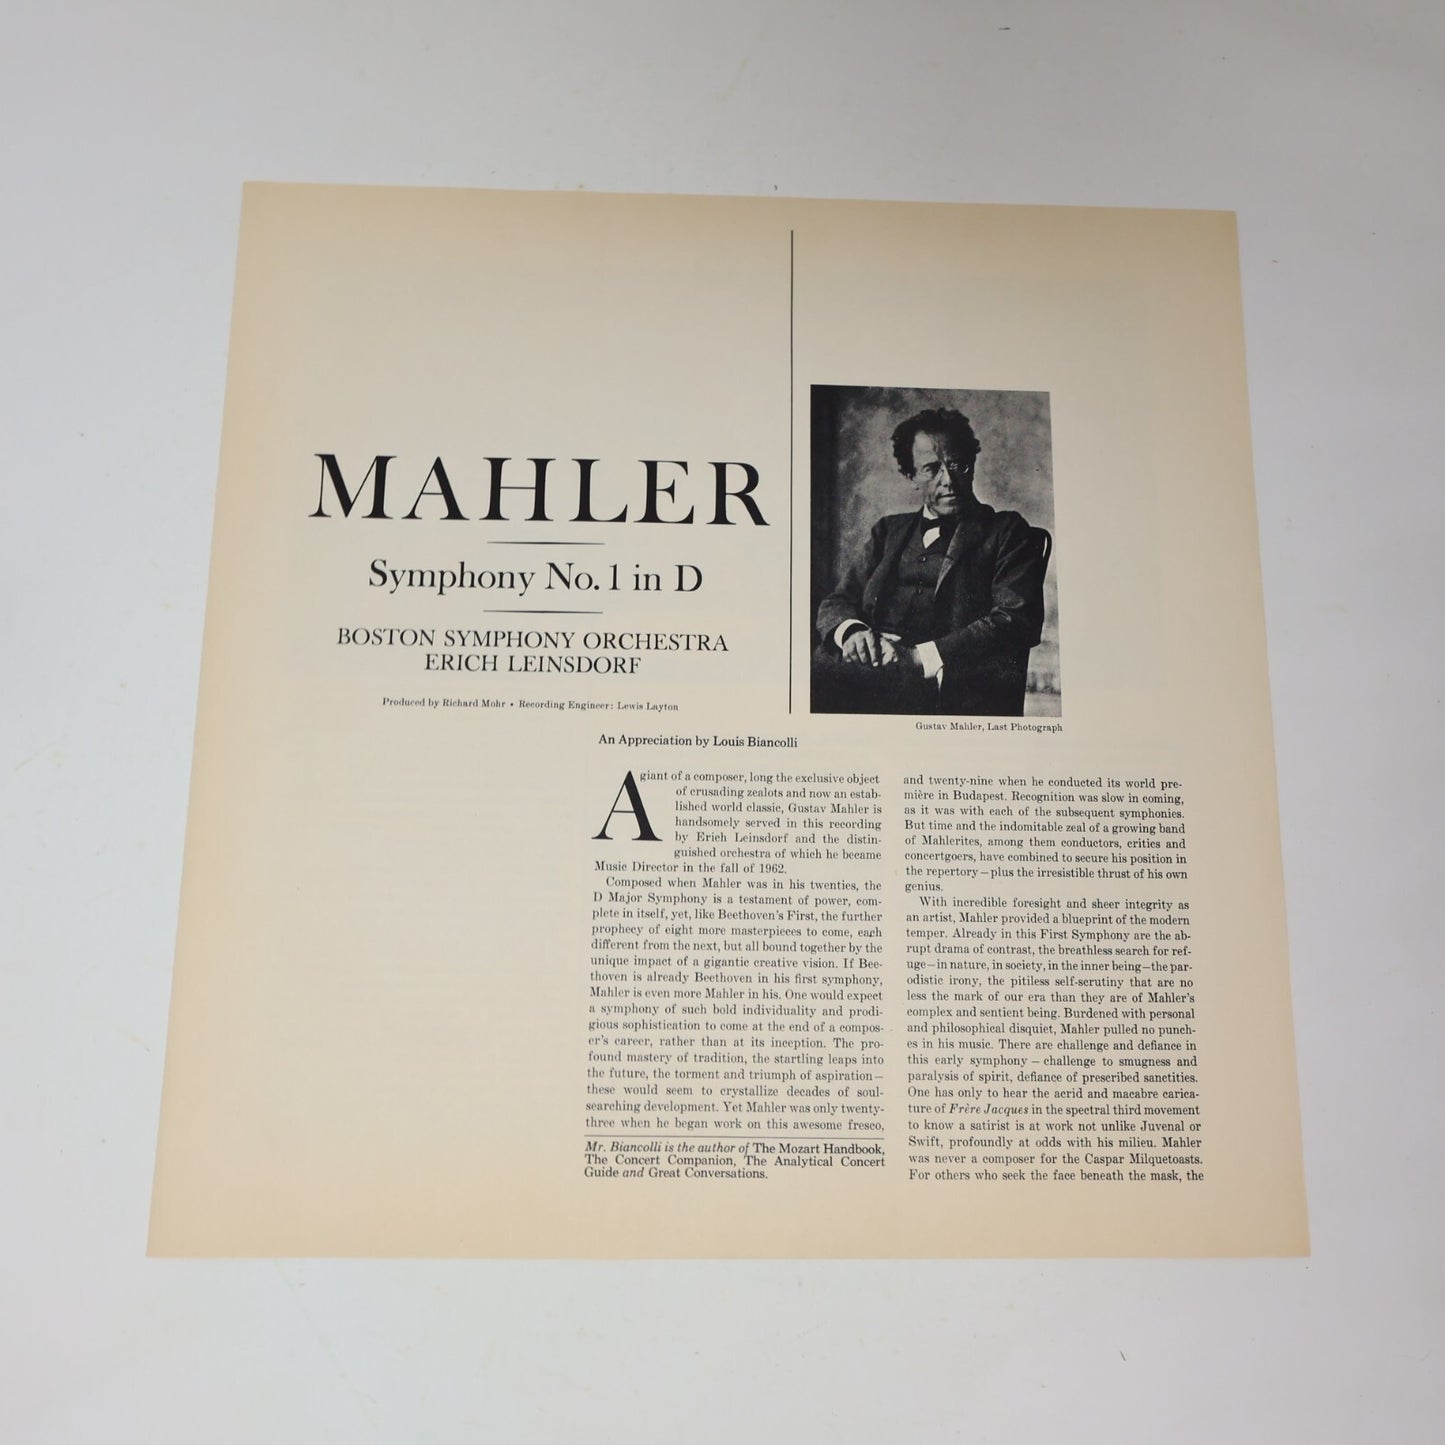 MAHLER
Symphony No. 1 in D
BOSTON SYMPHONY ORCHESTRA
ERICH LEINSDORF
Produced by Richard Mohr • Recording Engineer: Lewis Layton
Gustav Mahler, Last Photograph
An Appreciation by Louis Biancolli
A giant of a composer, long the exclusive object
of crusading zealots and now an estab-
lished world classic, Gustav Mahler is
handsomely served in this recording
by Erich Leinsdorf and the distin-
guished orchestra of which he became
Music Director in the fall of 1962.
Composed when Mahler was in his twenties, the
D Major Symphony is a testament of power, com-
plete in itself, yet, like Beethoven's First, the further
prophecy of eight more masterpieces to come, each
different from the next, but all bound together by the
unique impact of a gigantic creative vision. If Bee-
thoven is already Beethoven in his first symphony,
Mahler is even more Mahler in his. One would expect
a symphony of such bold individuality and prodi-
gious sophistication to come at the end of a compos-
er's career, rather than at its inception. The pro-
found mastery of tradition, the startling leaps into
the future, the torment and triumph of aspiration—
these would seem to crystallize decades of soul-
searching development. Yet Mahler was only twenty-
three when he began work on this awesome fresco,
Mr. Biancolli is the author of The Mozart Handbook,
The Concert Companion, The Analytical Concert
Guide and Great Conversations.
and twenty-nine when he conducted its world pre-
mière in Budapest. Recognition was slow in coming,
as it was with each of the subsequent symphonies.
But time and the indomitable zeal of a growing band
of Mahlerites, among them conductors, critics and
concertgoers, have combined to secure his position in
the repertory—plus the irresistible thrust of his own
genius.
With incredible foresight and sheer integrity as
an artist, Mahler provided a blueprint of the modern
temper. Already in this First Symphony are the ab-
rupt drama of contrast, the breathless search for ref-
uge—in nature, in society, in the inner being—the par-
odistic irony, the pitiless self-scrutiny that are no
less the mark of our era than they are of Mahler's
complex and sentient being. Burdened with personal
and philosophical disquiet, Mahler pulled no punch-
es in his music. There are challenge and defiance in
this early symphony—challenge to smugness and
paralysis of spirit, defiance of prescribed sanctities.
One has only to hear the acrid and macabre carica-
ture of Frère Jacques in the spectral third movement
to know a satirist is at work not unlike Juvenal or
Swift, profoundly at odds with his milieu. Mahler
was never a composer for the Caspar Milquetoasts.
For others who seek the face beneath the mask, the